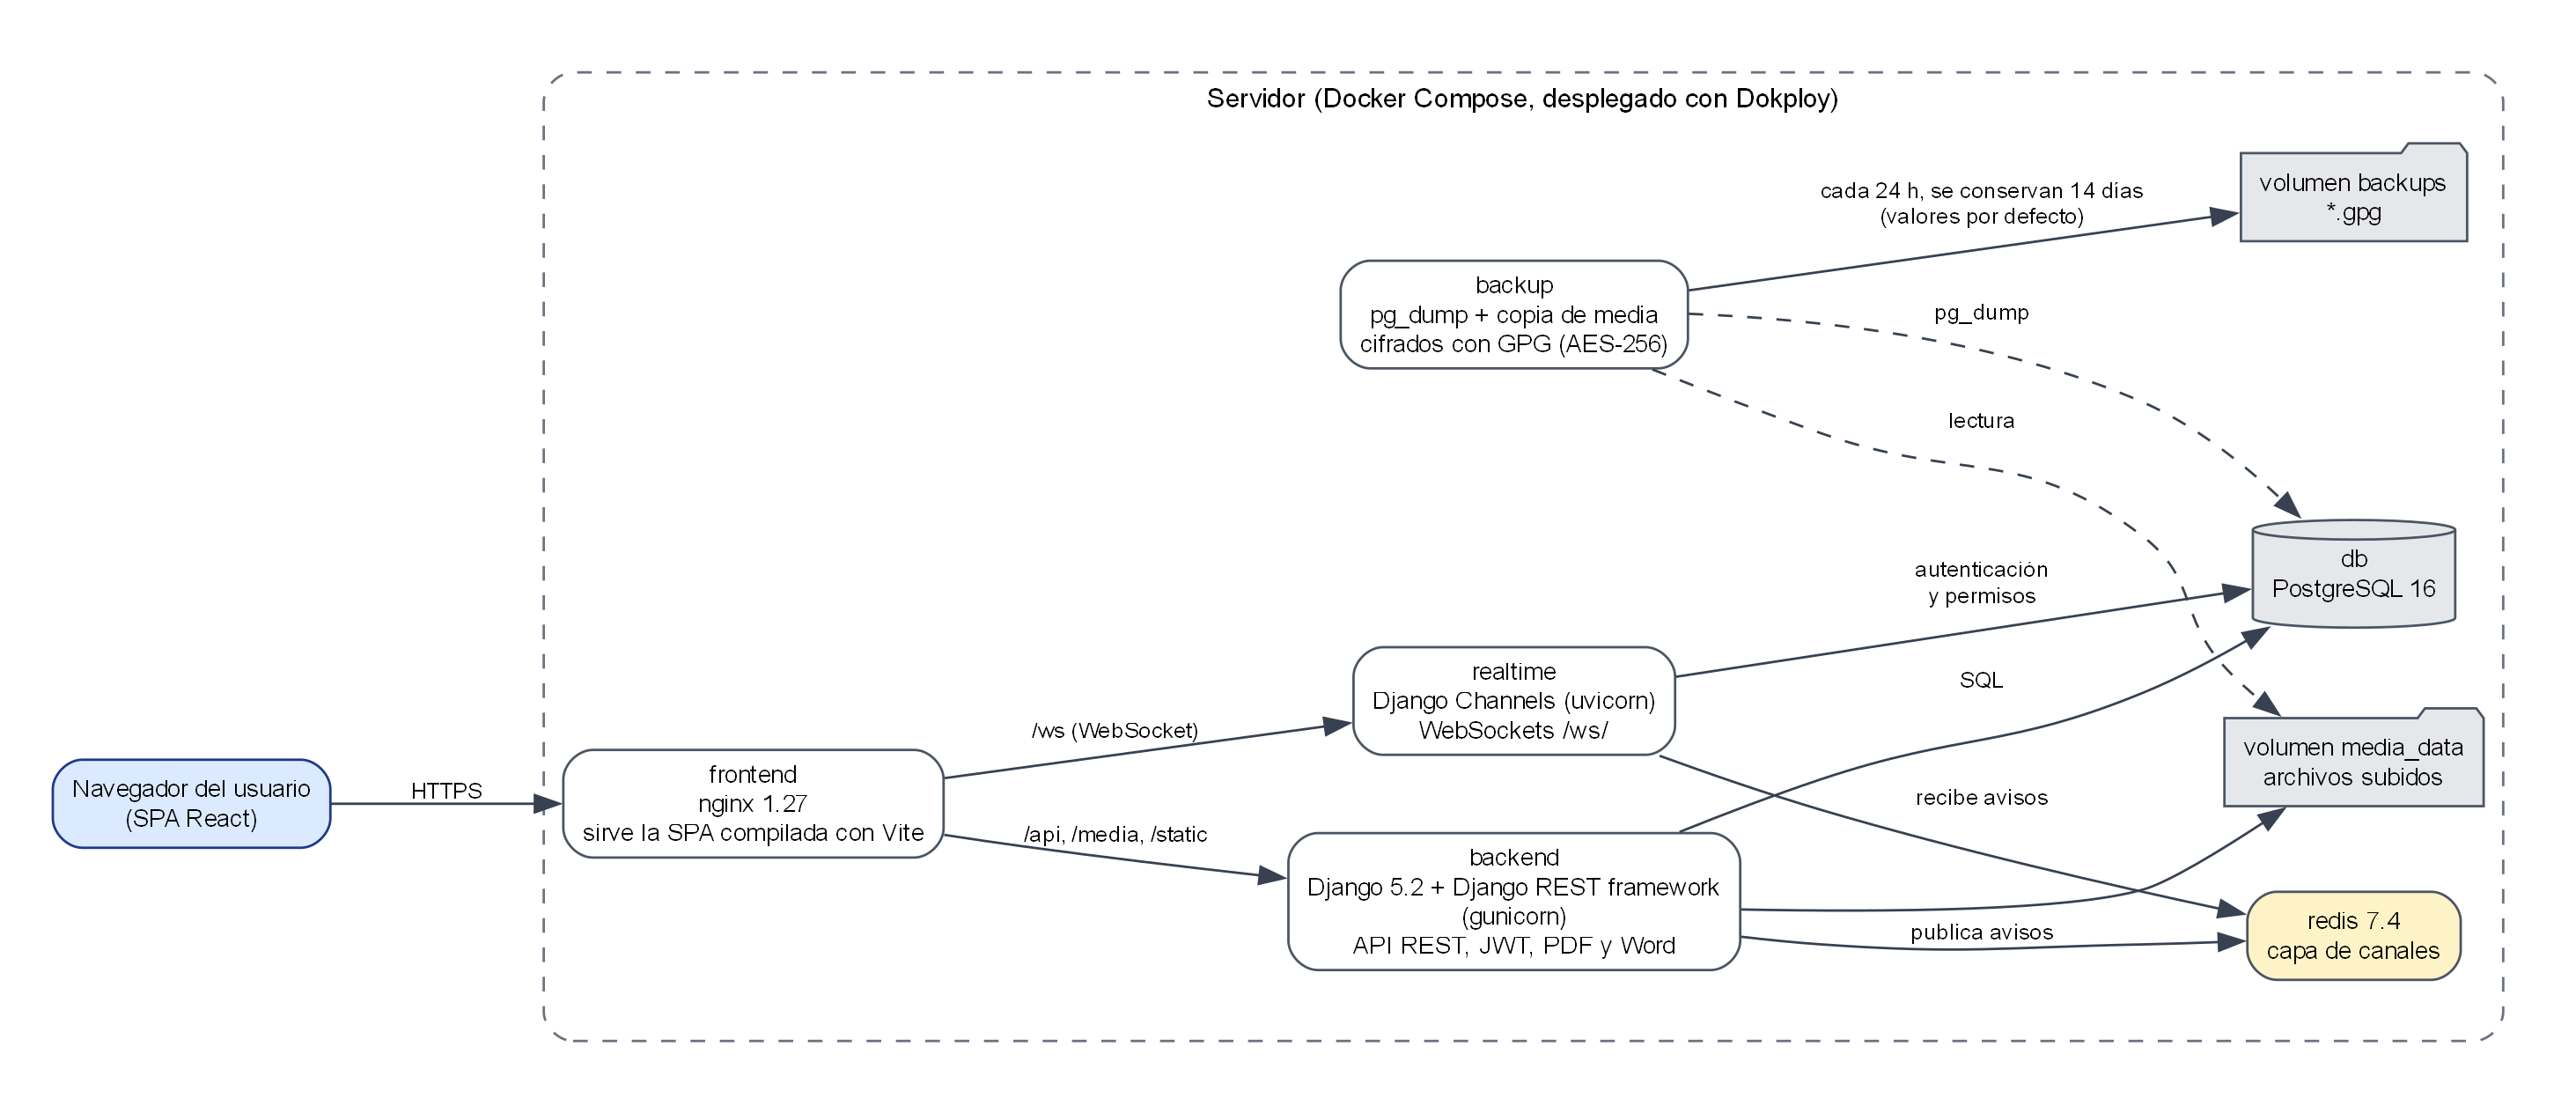 Servidor (Docker Compose, desplegado con Dokploy)
volumen backups
*.gpg
cada 24 h, se conservan 14 días
(valores por defecto)
backup
pg_dump + copia de media
cifrados con GPG (AES-256)
pg_dump
lectura
db
PostgreSQL 16
autenticación
y permisos
SQL
realtime
Django Channels (uvicorn)
WebSockets /ws/
/ws (WebSocket)
volumen media_data
archivos subidos
Navegador del usuario
(SPA React)
HTTPS
frontend
nginx 1.27
sirve la SPA compilada con Vite
/api, /media, /static
recibe avisos
backend
Django 5.2 + Django REST framework
(gunicorn)
API REST, JWT, PDF y Word
publica avisos
redis 7.4
capa de canales